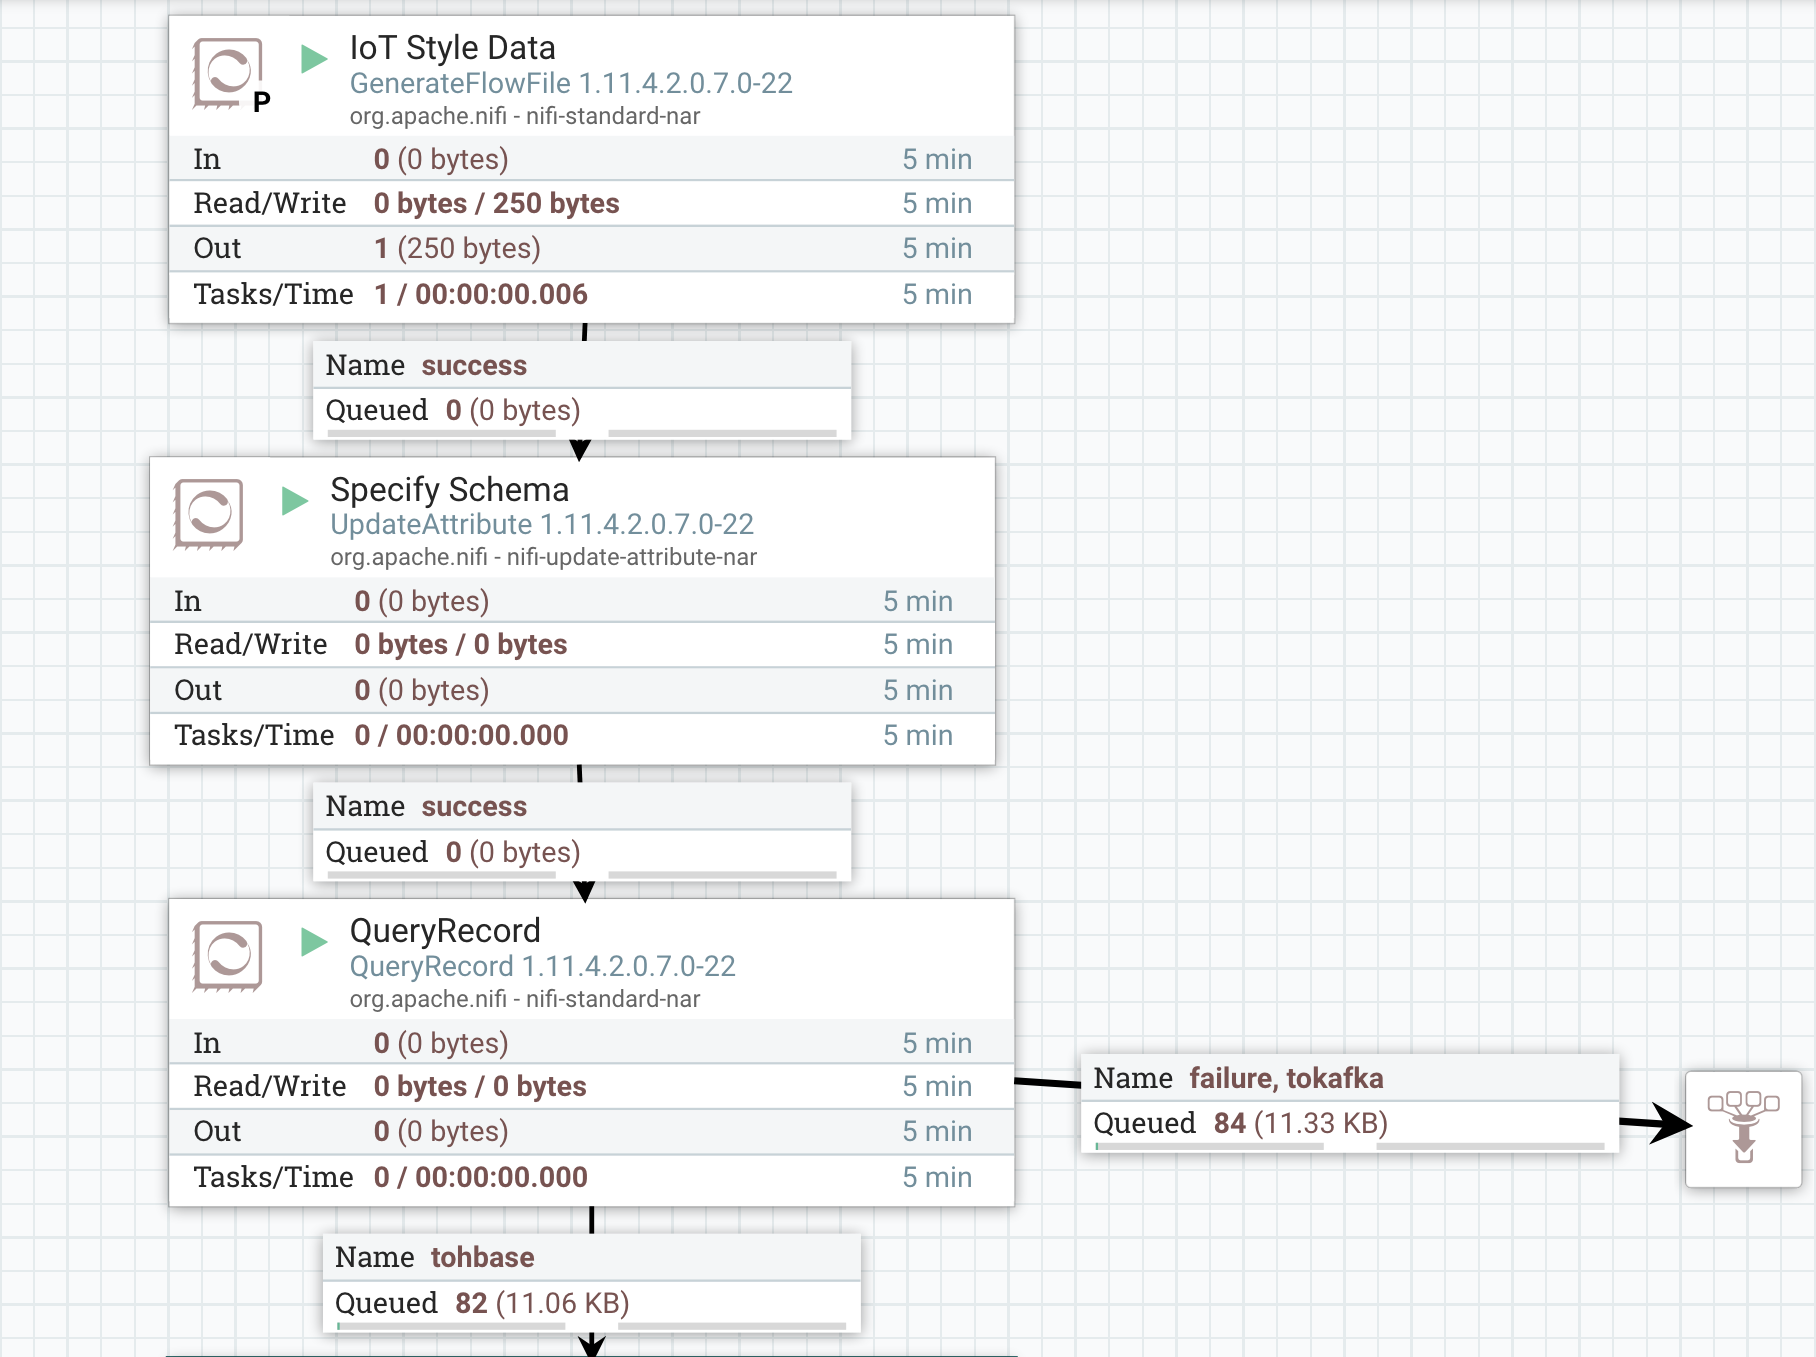 IoT Style Data
GenerateFlowFile 1.11.4.2.0.7.0-22
P
org.apache.nifi - nifi-standard-nar
In 0 (0 bytes) 5 min
Read/Write 0 bytes / 250 bytes 5 min
Out 1 (250 bytes) 5 min
Tasks/Time 1 / 00:00:00.006 5 min
Name success
Queued 0 (0 bytes)
Specify Schema
UpdateAttribute 1.11.4.2.0.7.0-22
org.apache.nifi - nifi-update-attribute-nar
In 0 (0 bytes) 5 min
Read/Write 0 bytes / 0 bytes 5 min
Out 0 (0 bytes) 5 min
Tasks/Time 0 / 00:00:00.000 5 min
Name success
Queued 0 (0 bytes)
QueryRecord
QueryRecord 1.11.4.2.0.7.0-22
org.apache.nifi - nifi-standard-nar
In 0 (0 bytes) 5 min
Read/Write 0 bytes / 0 bytes 5 min
Out 0 (0 bytes) 5 min
Tasks/Time 0 / 00:00:00.000 5 min
Name failure, tokafka
Queued 84 (11.33 KB)
Name tohbase
Queued 82 (11.06 KB)